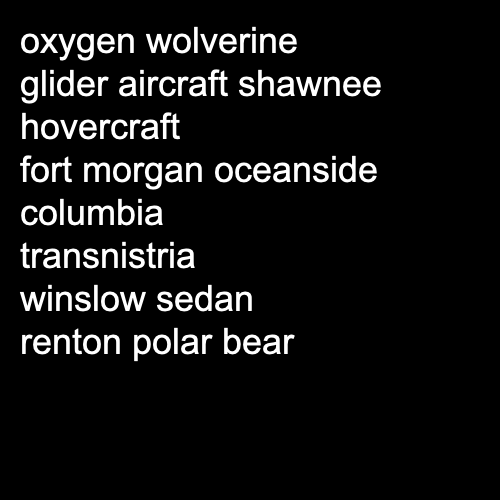 oxygen wolverine
glider aircraft shawnee
hovercraft
fort morgan oceanside
columbia
transnistria
winslow sedan
renton polar bear